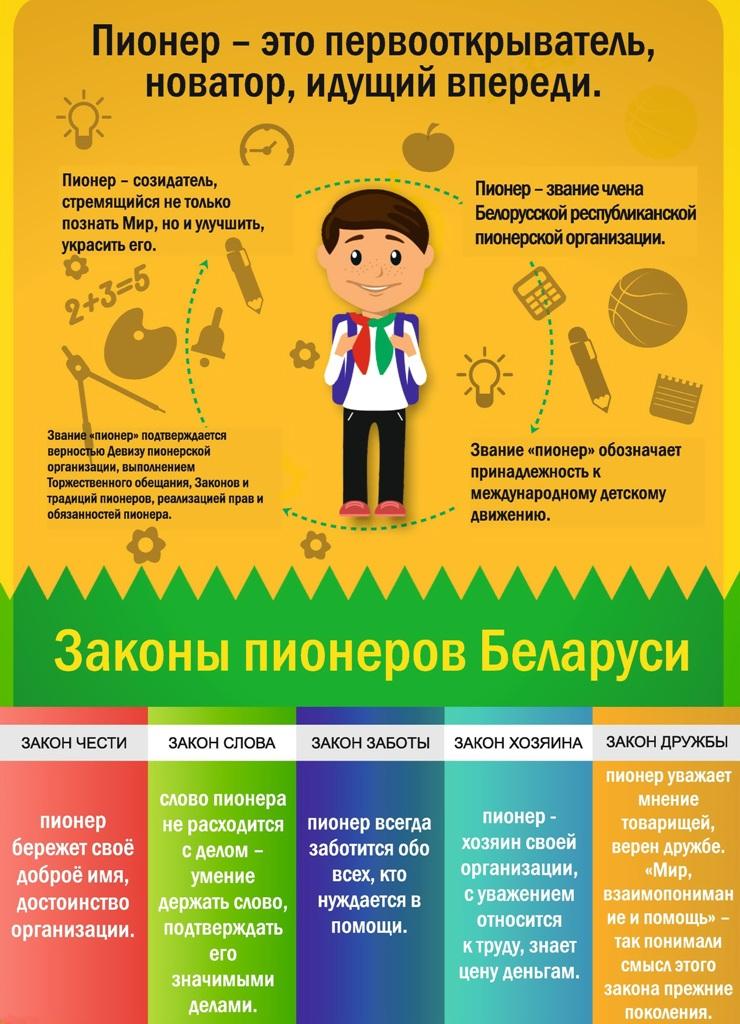 Пионер – это первооткрыватель,
новатор, идущий впереди.
Пионер – созидатель,
стремящийся не только
познать Мир, но и улучшить,
украсить его.
Пионер – звание члена
Белорусской республиканской
пионерской организации.
2+3=5
Звание «пионер» подтверждается
верностью Девизу пионерской
организации, выполнением
Торжественного обещания, Законов и
традиций пионеров, реализацией прав и
обязанностей пионера.
Звание «пионер» обозначает
принадлежность к
международному детскому
движению.
Законы пионеров Беларуси
ЗАКОН ЧЕСТИ
пионер
бережет своё
доброё имя,
достоинство
организации.
ЗАКОН СЛОВА
слово пионера
не расходится
с делом –
умение
держать слово,
подтверждать
его
значимыми
делами.
ЗАКОН ЗАБОТЫ
пионер всегда
заботится обо
всех, кто
нуждается в
помощи.
ЗАКОН ХОЗЯИНА
пионер -
хозяин своей
организации,
с уважением
относится
к труду, знает
цену деньгам.
ЗАКОН ДРУЖБЫ
пионер уважает
мнение
товарищей,
верен дружбе.
«Мир,
взаимопониман
ие и помощь» –
так понимали
смысл этого
закона прежние
поколения.